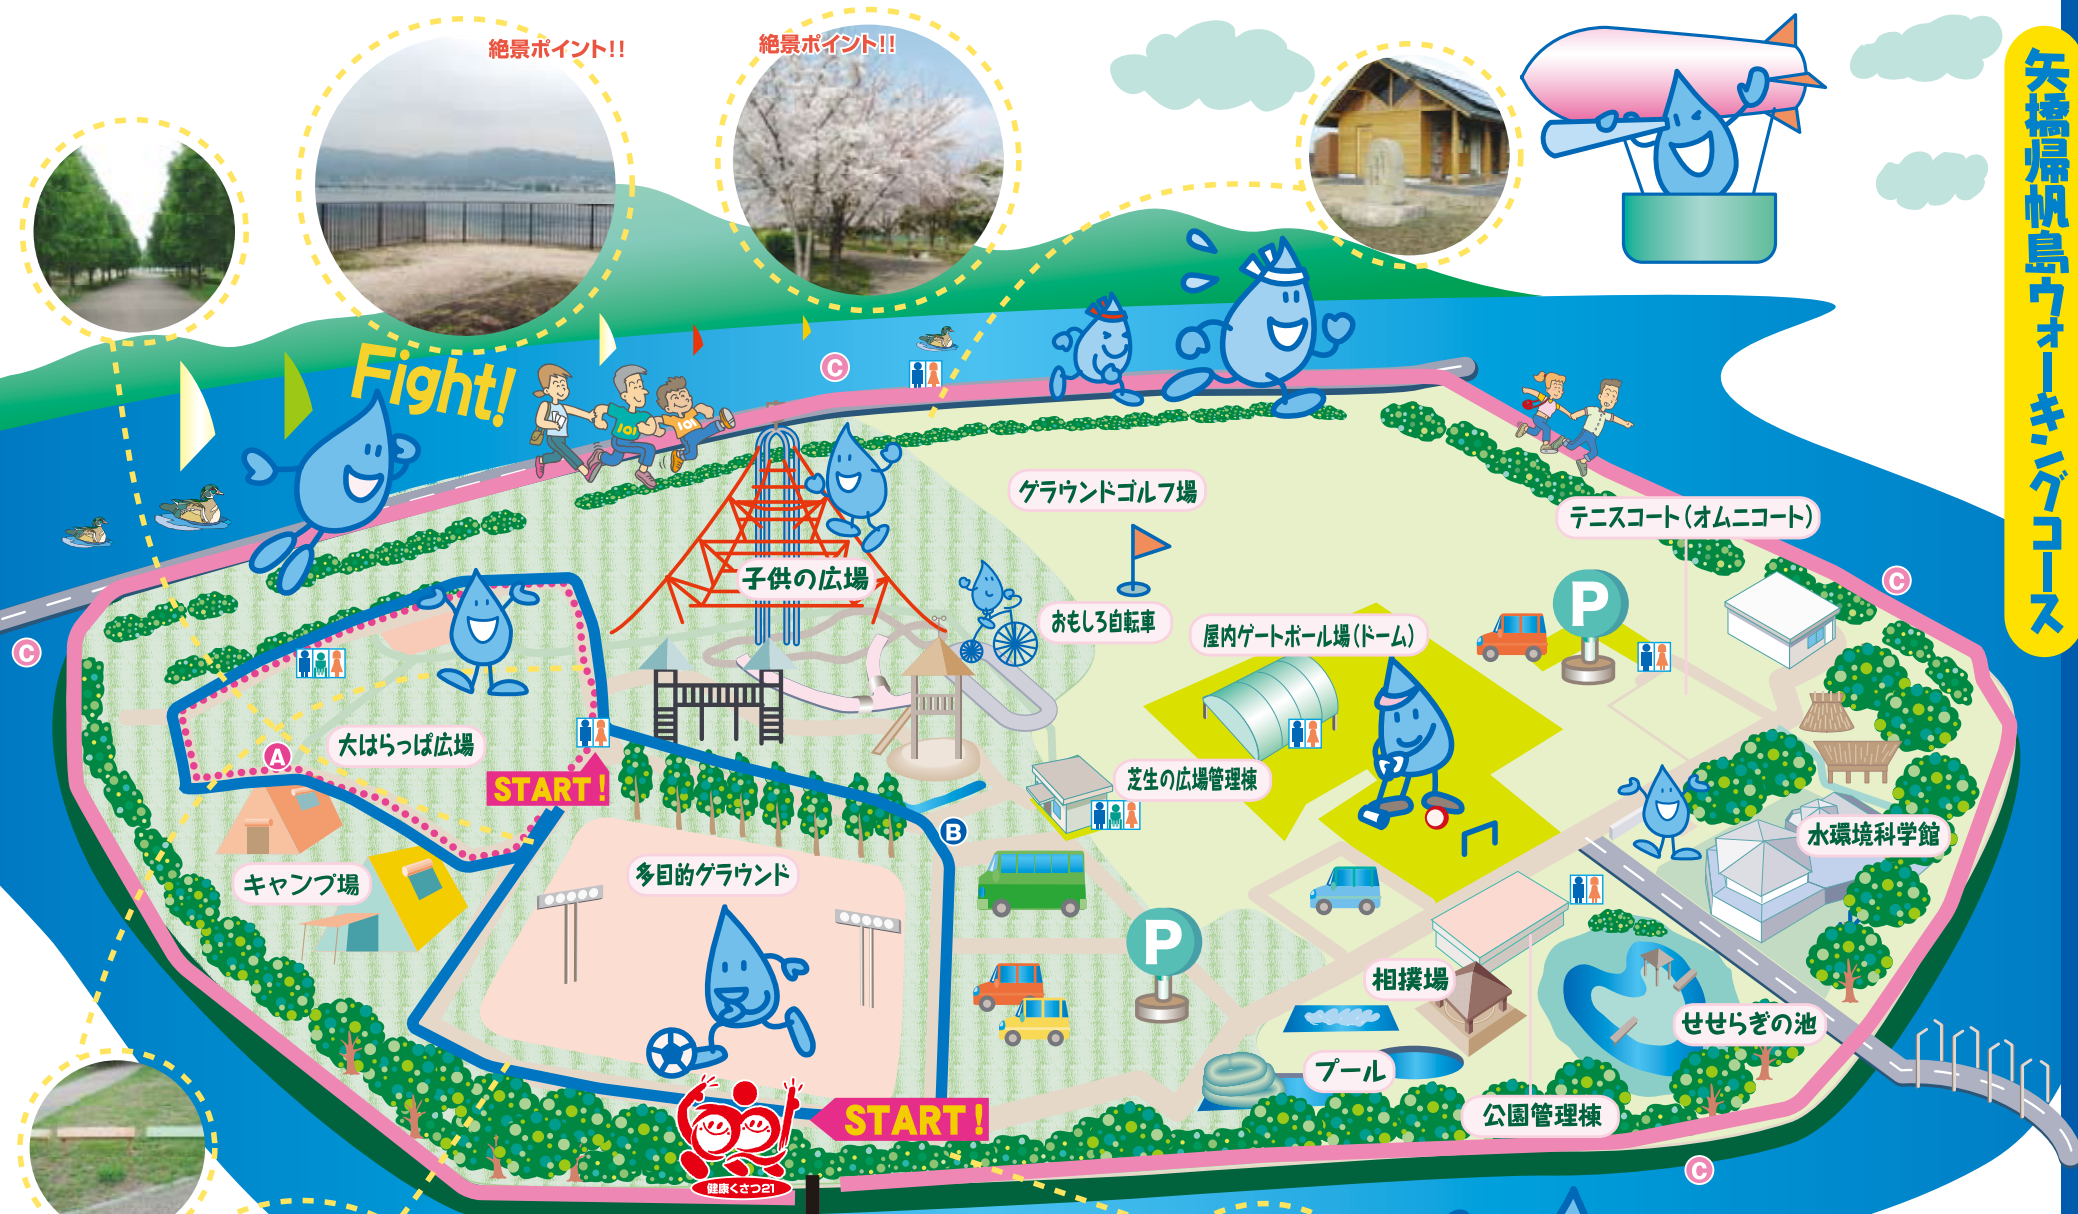 矢橋帰帆島ウォーキングコース
絶景ポイント!!
絶景ポイント!!
Fight!
C
C
グラウンドゴルフ場
テニスコート(オムニコート)
子供の広場
おもしろ自転車
屋内ゲートボール場(ドーム)
P
C
C
A
大はらっぱ広場
START!
芝生の広場管理棟
B
水環境科学館
キャンプ場
多目的グラウンド
P
相撲場
せせらぎの池
プール
公園管理棟
START!
C
健康くさつ21
101
101